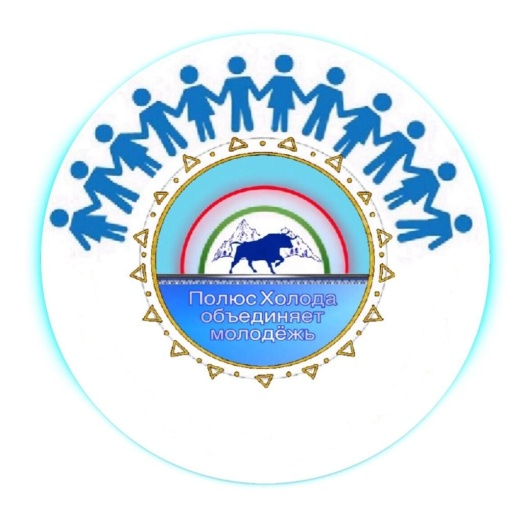 Полюс Холода
объединяет
молодёжь